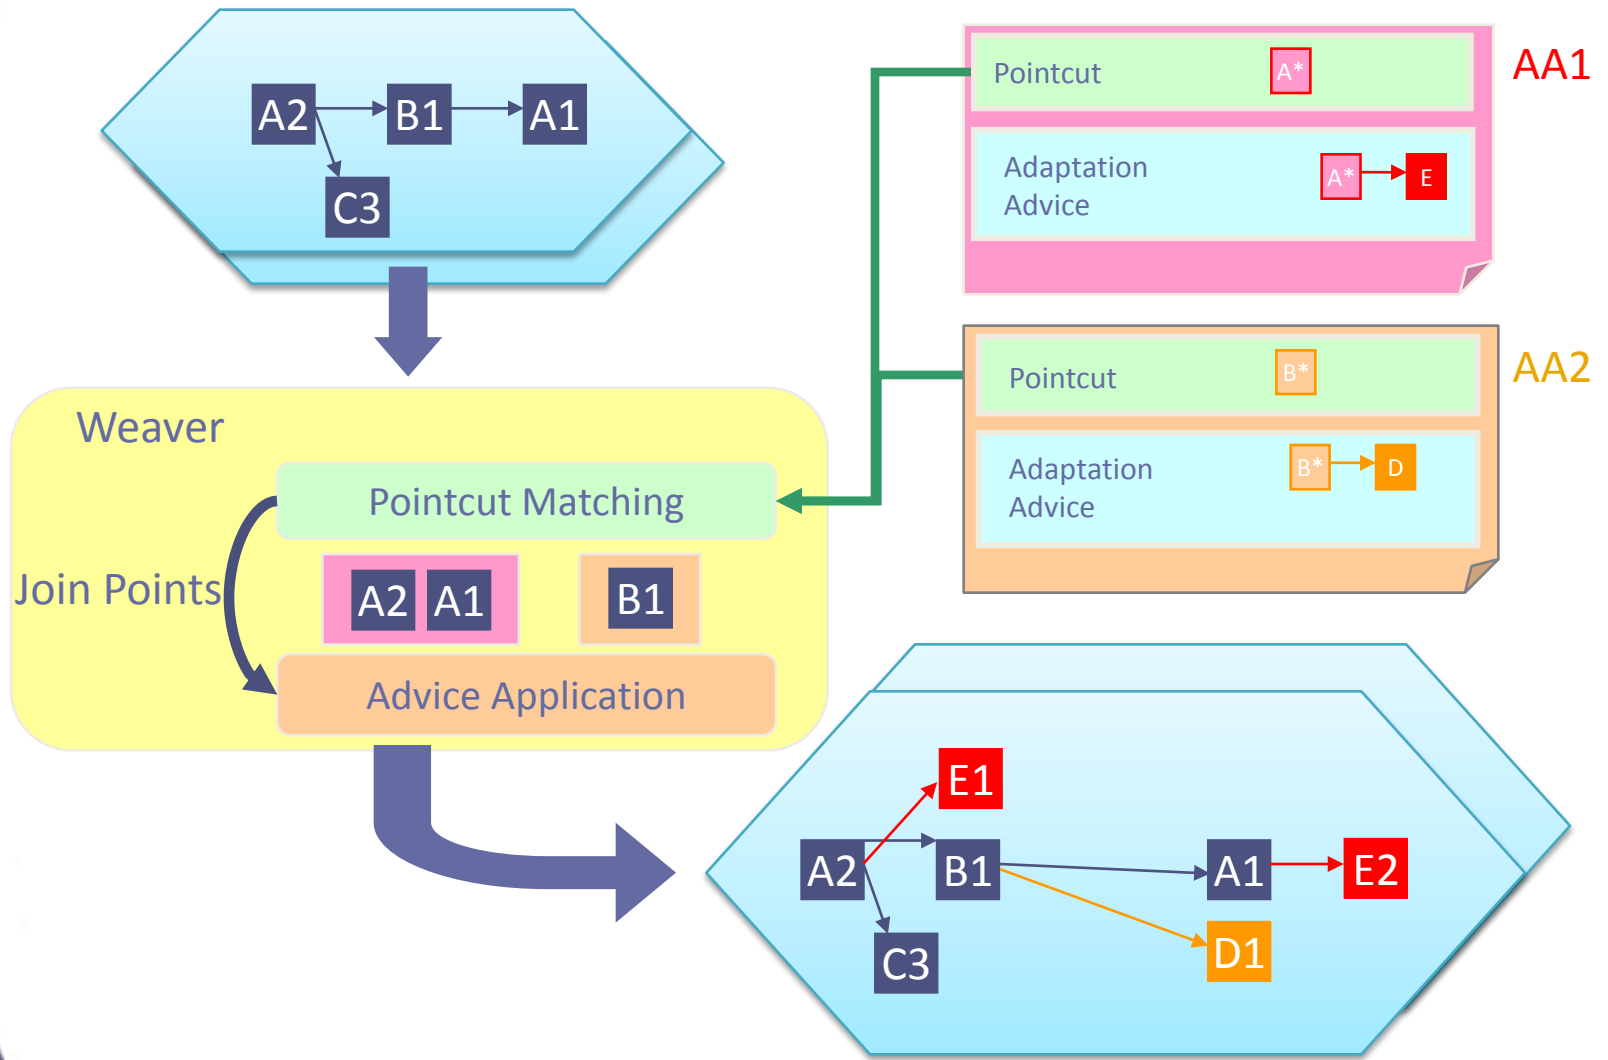 A2
B1
A1
C3
Pointcut
A*
AA1
Adaptation
Advice
A*
E
Pointcut
B*
AA2
Adaptation
Advice
B*
D
Weaver
Pointcut Matching
Join Points
A2
A1
B1
Advice Application
E1
A2
B1
A1
E2
C3
D1